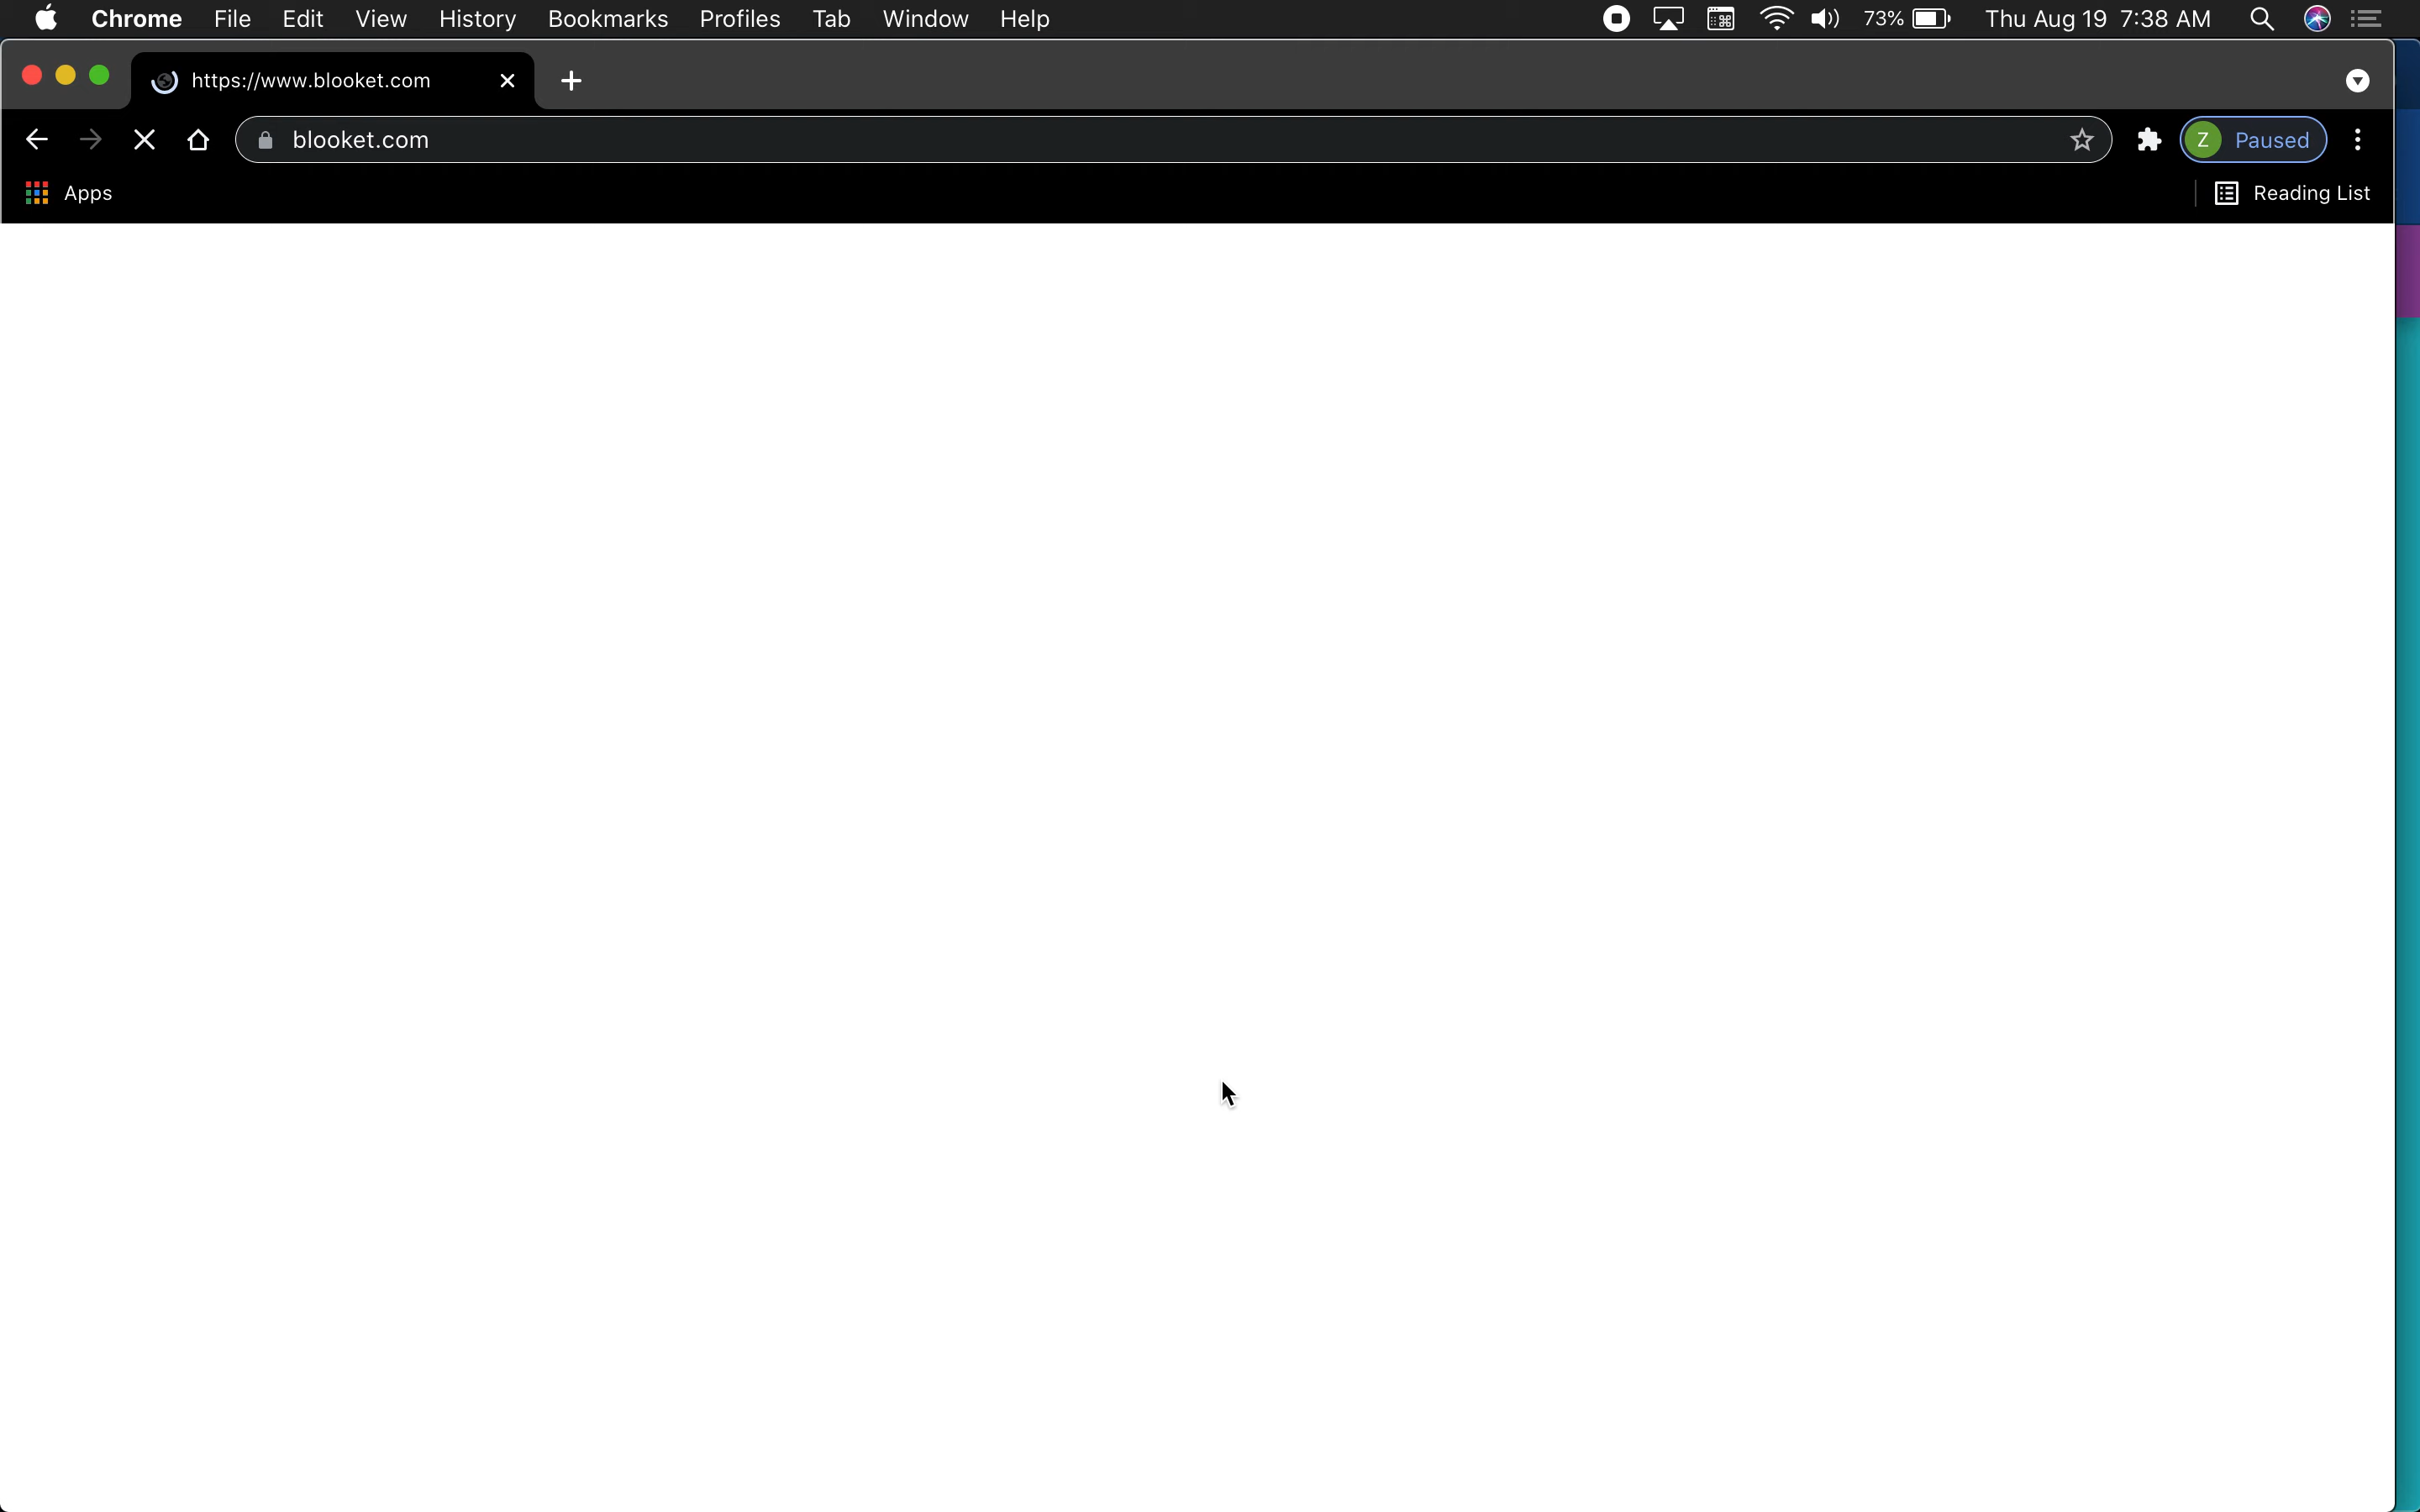 Chrome File Edit View History Bookmarks Profiles Tab Window Help 73% Thu Aug 19 7:38 AM
https://www.blooket.com
blooket.com Z Paused
Apps Reading List